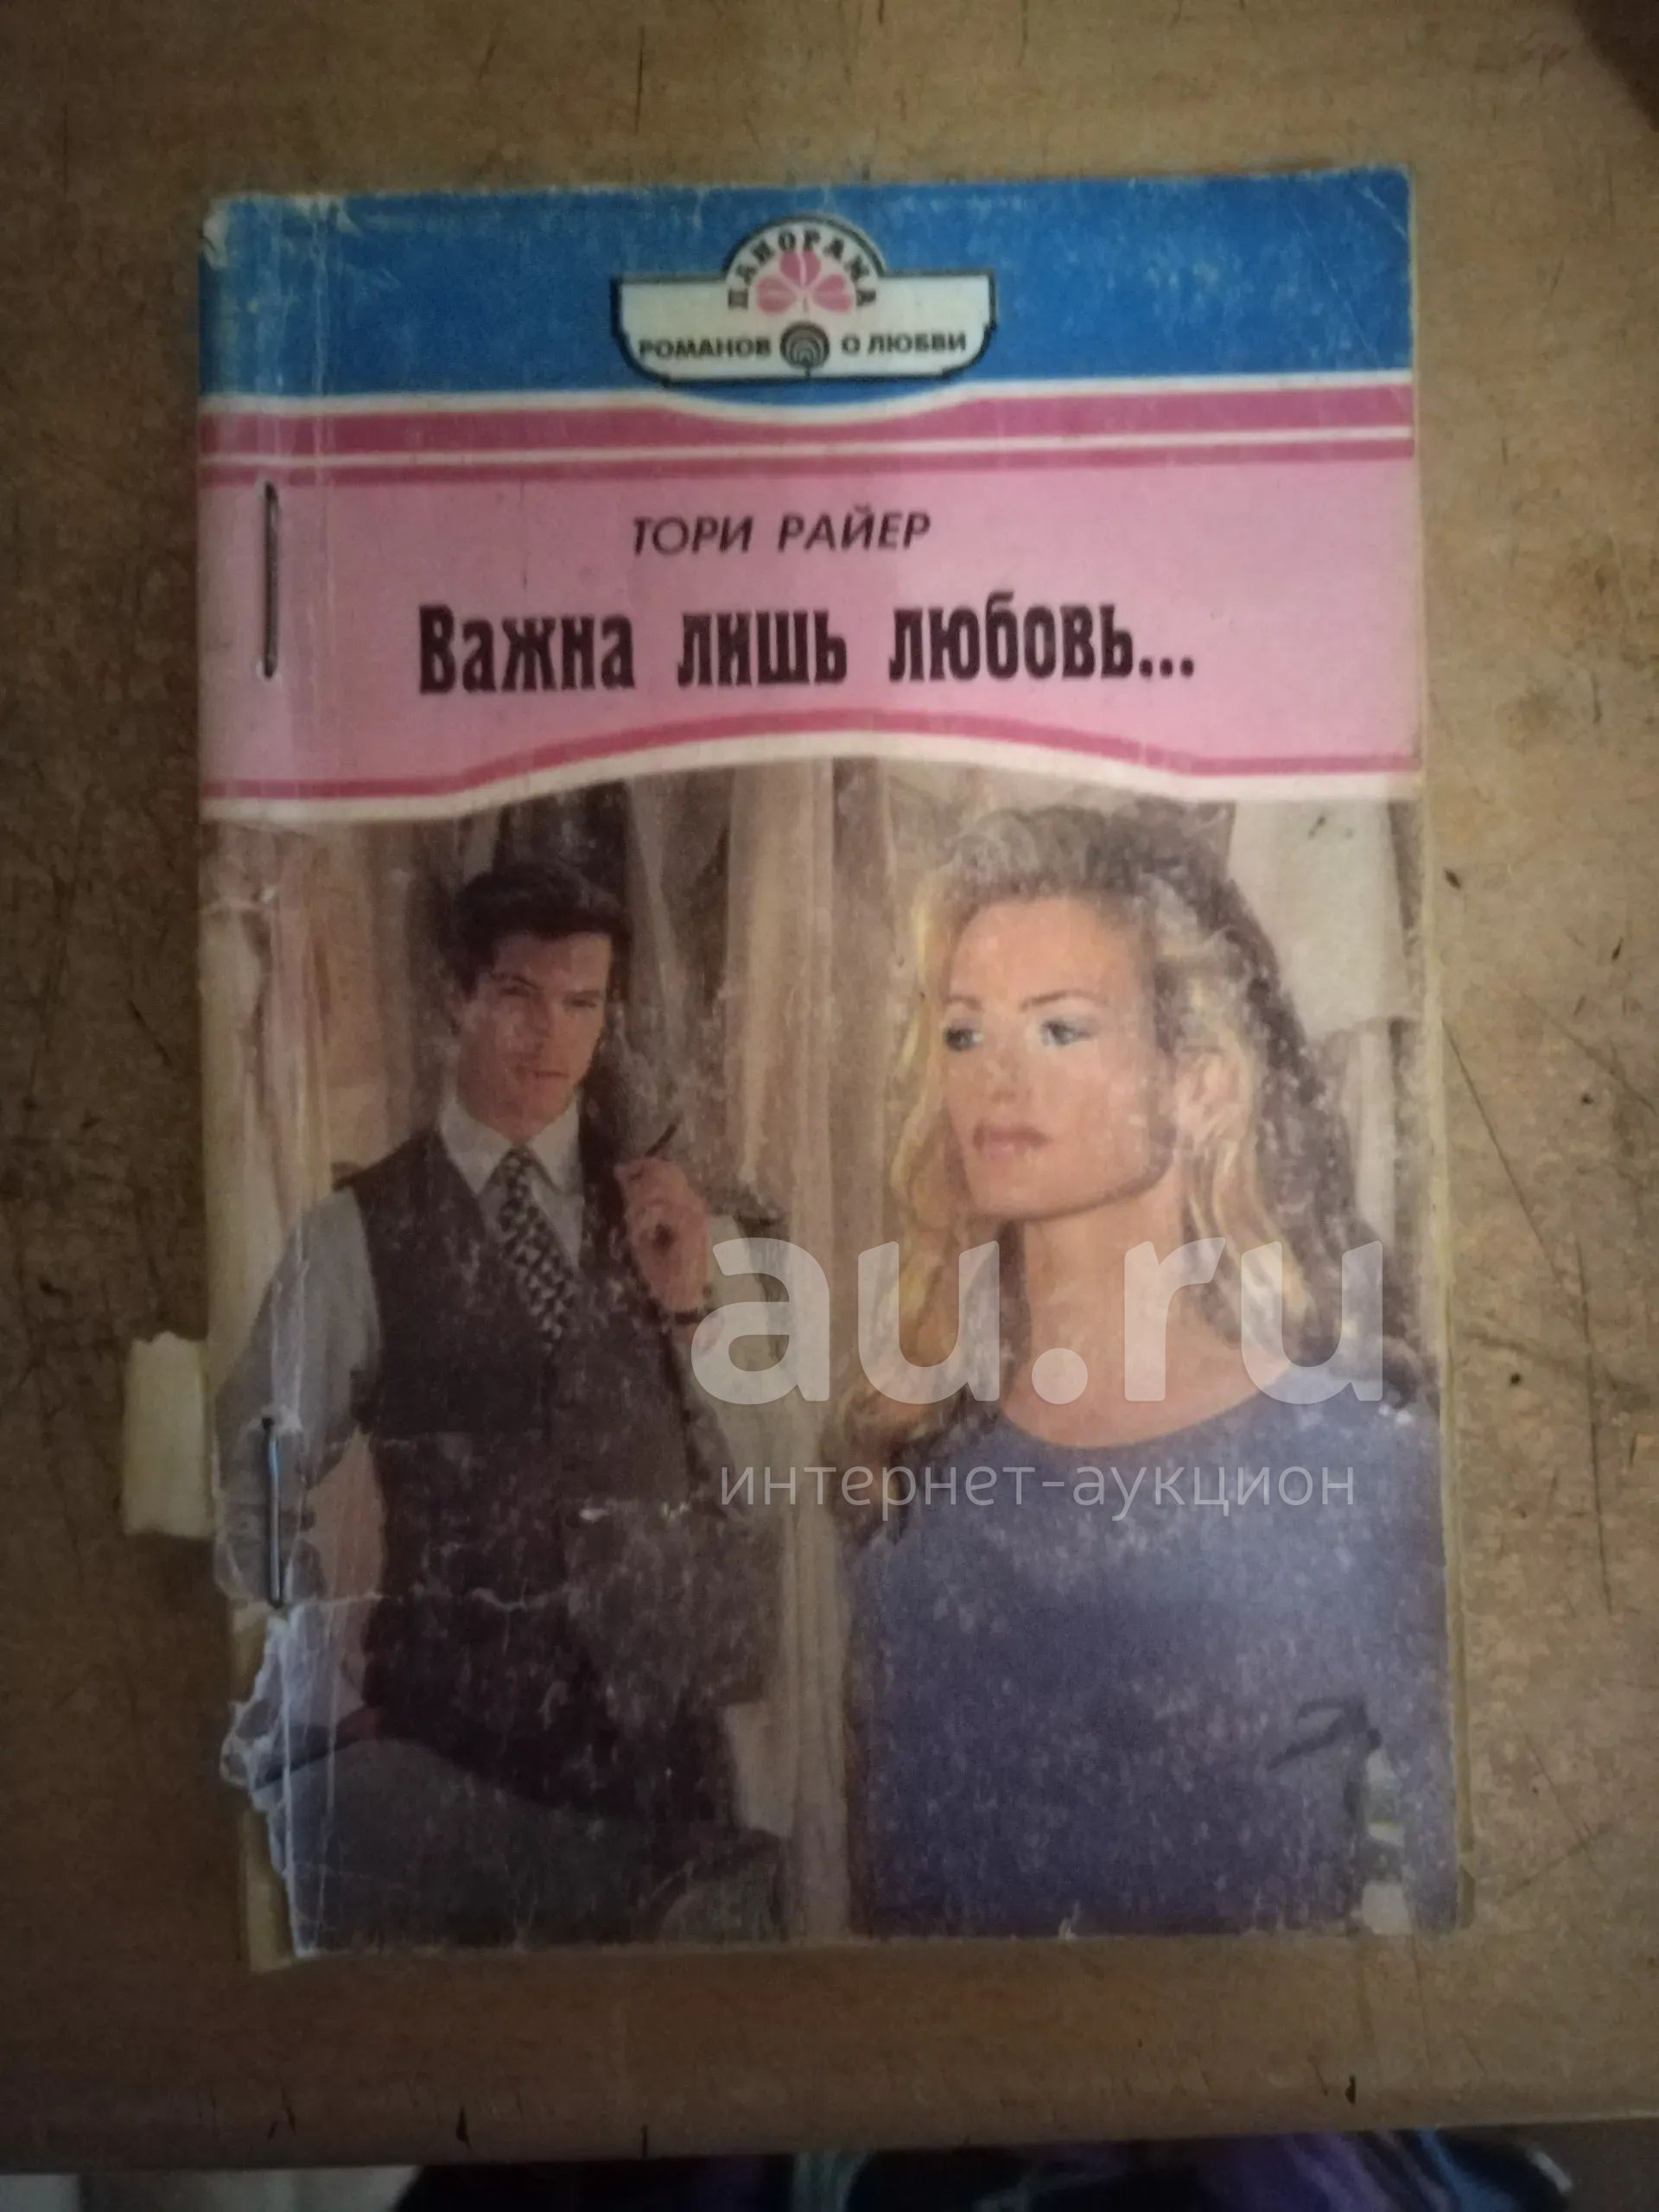 ПАНОРАМА
РОМАНОВ О ЛЮБВИ
ТОРИ РАЙЕР
Важна лишь любовь...
au.ru
интернет-аукцион